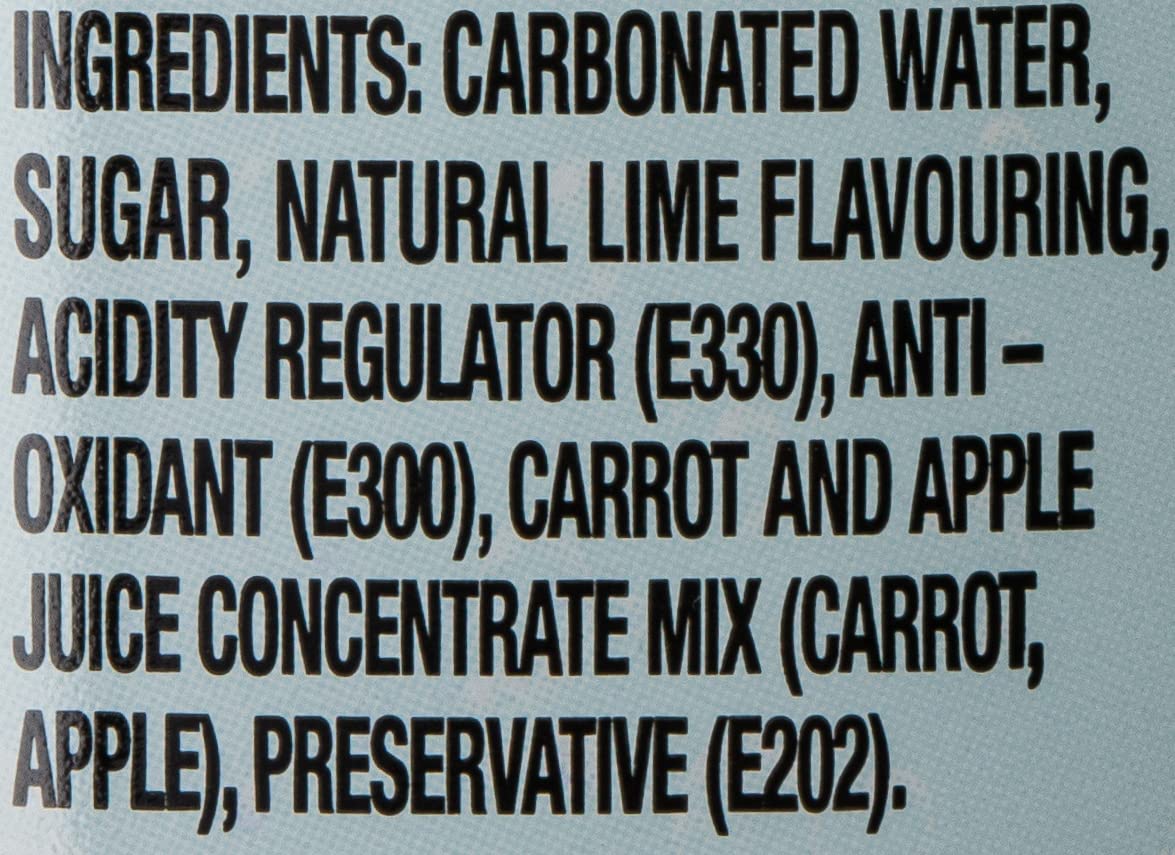 INGREDIENTS: CARBONATED WATER,
SUGAR, NATURAL LIME FLAVOURING,
ACIDITY REGULATOR (E330), ANTI –
OXIDANT (E300), CARROT AND APPLE
JUICE CONCENTRATE MIX (CARROT,
APPLE), PRESERVATIVE (E202).